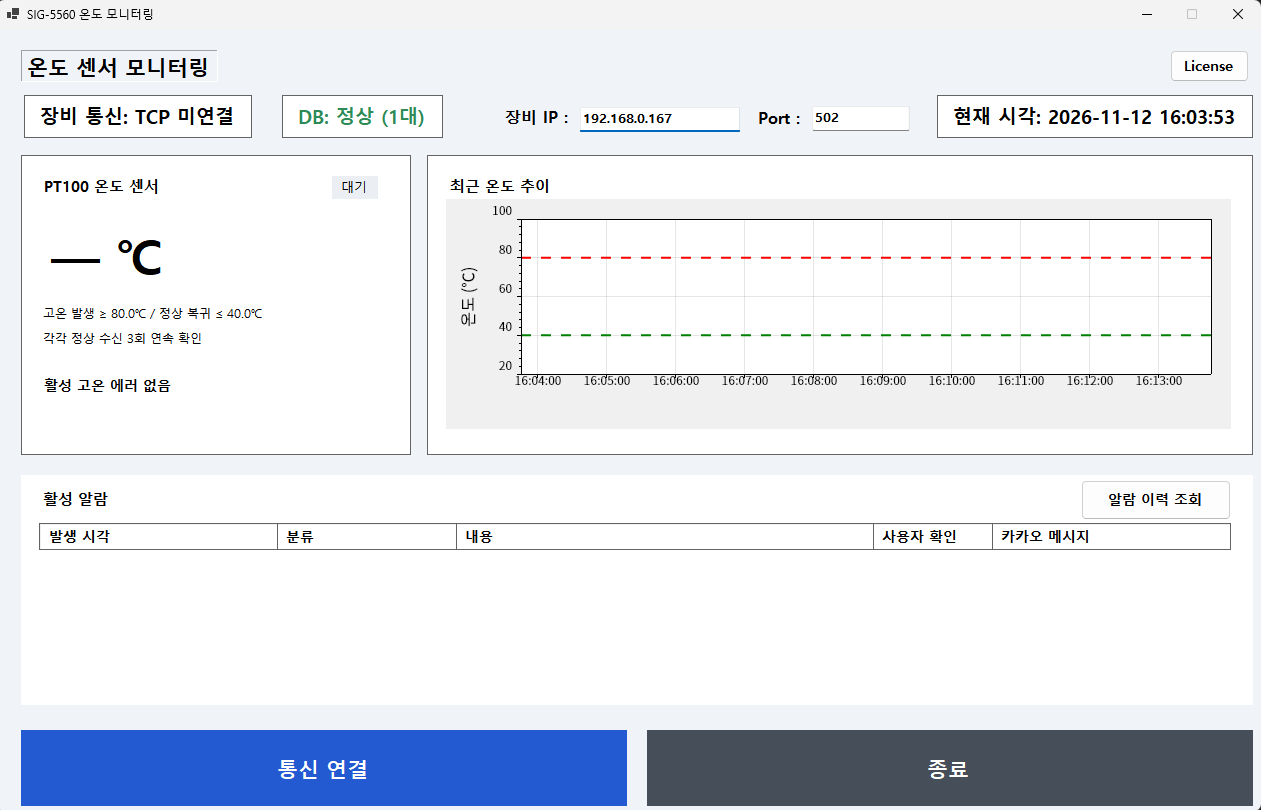 SIG-5560 온도 모니터링
온도 센서 모니터링
License
장비 통신: TCP 미연결
DB: 정상 (1대)
장비 IP :
192.168.0.167
Port :
502
현재 시각: 2026-11-12 16:03:53
PT100 온도 센서
대기
— ℃
고온 발생 ≥ 80.0℃ / 정상 복귀 ≤ 40.0℃
각각 정상 수신 3회 연속 확인
활성 고온 에러 없음
최근 온도 추이
온도 (°C)
100
80
60
40
20
16:04:00 16:05:00 16:06:00 16:07:00 16:08:00 16:09:00 16:10:00 16:11:00 16:12:00 16:13:00
활성 알람
알람 이력 조회
발생 시각 분류 내용 사용자 확인 카카오 메시지
통신 연결
종료